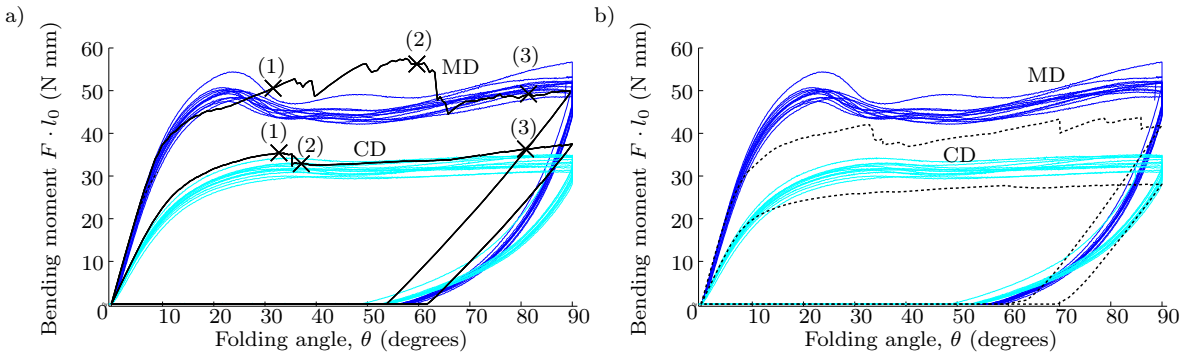 a)
Bending moment F · l₀ (N mm)
60
50
40
30
20
10
0
(1)
(2)
(3)
MD
(1)
(2)
(3)
CD
10 20 30 40 50 60 70 80 90
Folding angle, θ (degrees)
b)
Bending moment F · l₀ (N mm)
60
50
40
30
20
10
0
MD
CD
10 20 30 40 50 60 70 80 90
Folding angle, θ (degrees)